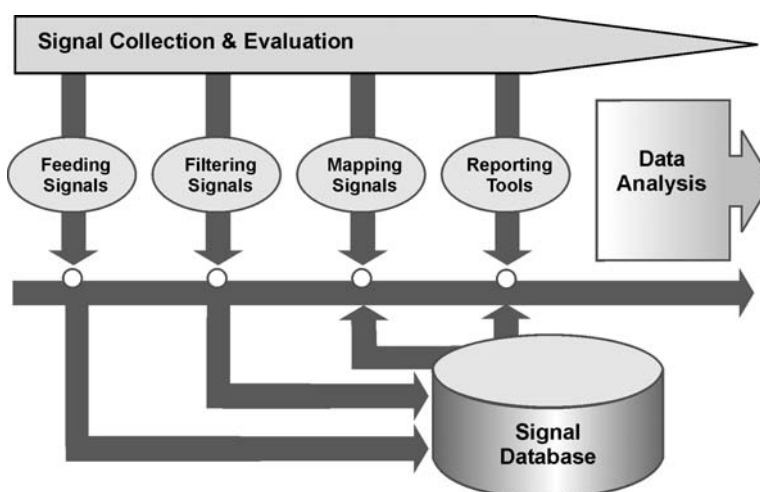 Signal Collection & Evaluation
Feeding
Signals
Filtering
Signals
Mapping
Signals
Reporting
Tools
Data
Analysis
Signal
Database